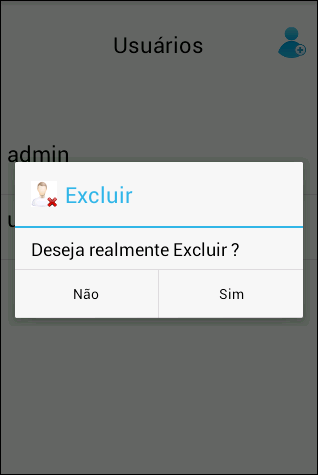 Usuários
admin
u
Excluir
Deseja realmente Excluir ?
Não
Sim